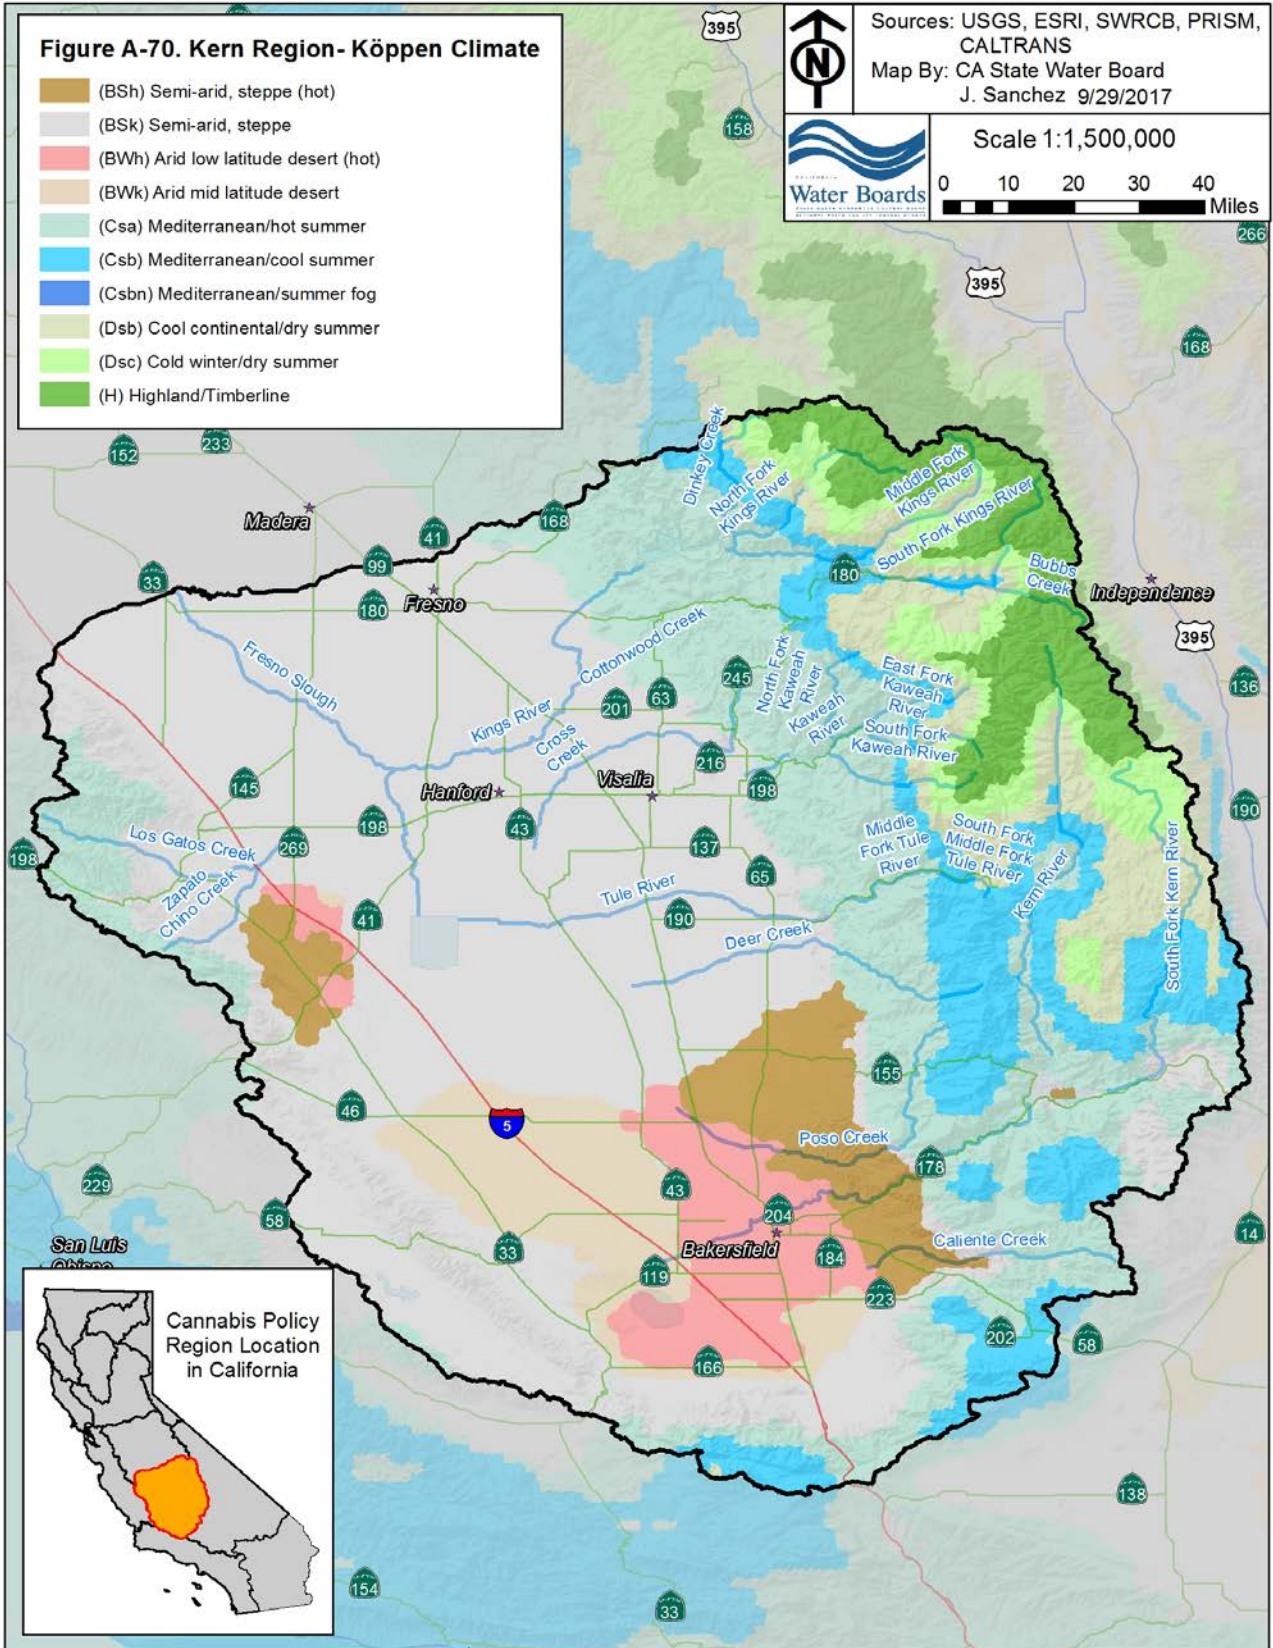 Figure A-70. Kern Region- Köppen Climate
(BSh) Semi-arid, steppe (hot)
(BSk) Semi-arid, steppe
(BWh) Arid low latitude desert (hot)
(BWk) Arid mid latitude desert
(Csa) Mediterranean/hot summer
(Csb) Mediterranean/cool summer
(Csbn) Mediterranean/summer fog
(Dsb) Cool continental/dry summer
(Dsc) Cold winter/dry summer
(H) Highland/Timberline
N
Sources: USGS, ESRI, SWRCB, PRISM,
CALTRANS
Map By: CA State Water Board
J. Sanchez 9/29/2017
CALIFORNIA
Water Boards
Scale 1:1,500,000
0 10 20 30 40
Miles
395
158
266
395
168
152
233
Madera
41
168
99
33
180
Fresno
Dinkey Creek
North Fork
Kings River
Middle Fork
Kings River
South Fork Kings River
180
Bubbs
Creek
Independence
395
136
Fresno Slough
Cottonwood Creek
Kings River
201
63
245
North Fork
Kaweah
River
Kaweah
River
East Fork
Kaweah
River
South Fork
Kaweah River
Cross
Creek
216
145
Hanford
Visalia
198
190
198
43
Los Gatos Creek
269
198
137
Middle
Fork Tule
River
South Fork
Middle Fork
Tule River
Kern River
South Fork Kern River
Zapato
Chino Creek
65
Tule River
41
190
Deer Creek
155
46
5
Poso Creek
178
229
43
58
204
14
San Luis
Obispo
33
Bakersfield
184
Caliente Creek
119
223
202
58
166
Cannabis Policy
Region Location
in California
138
154
33